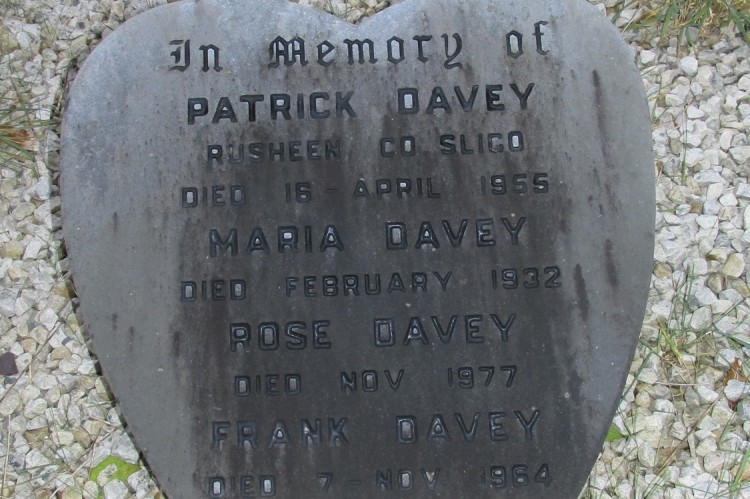 In Memory of
PATRICK DAVEY
RUSHEEN CO SLIGO
DIED 16 - APRIL 1955
MARIA DAVEY
DIED FEBRUARY 1932
ROSE DAVEY
DIED NOV 1977
FRANK DAVEY
DIED 7 - NOV 1964